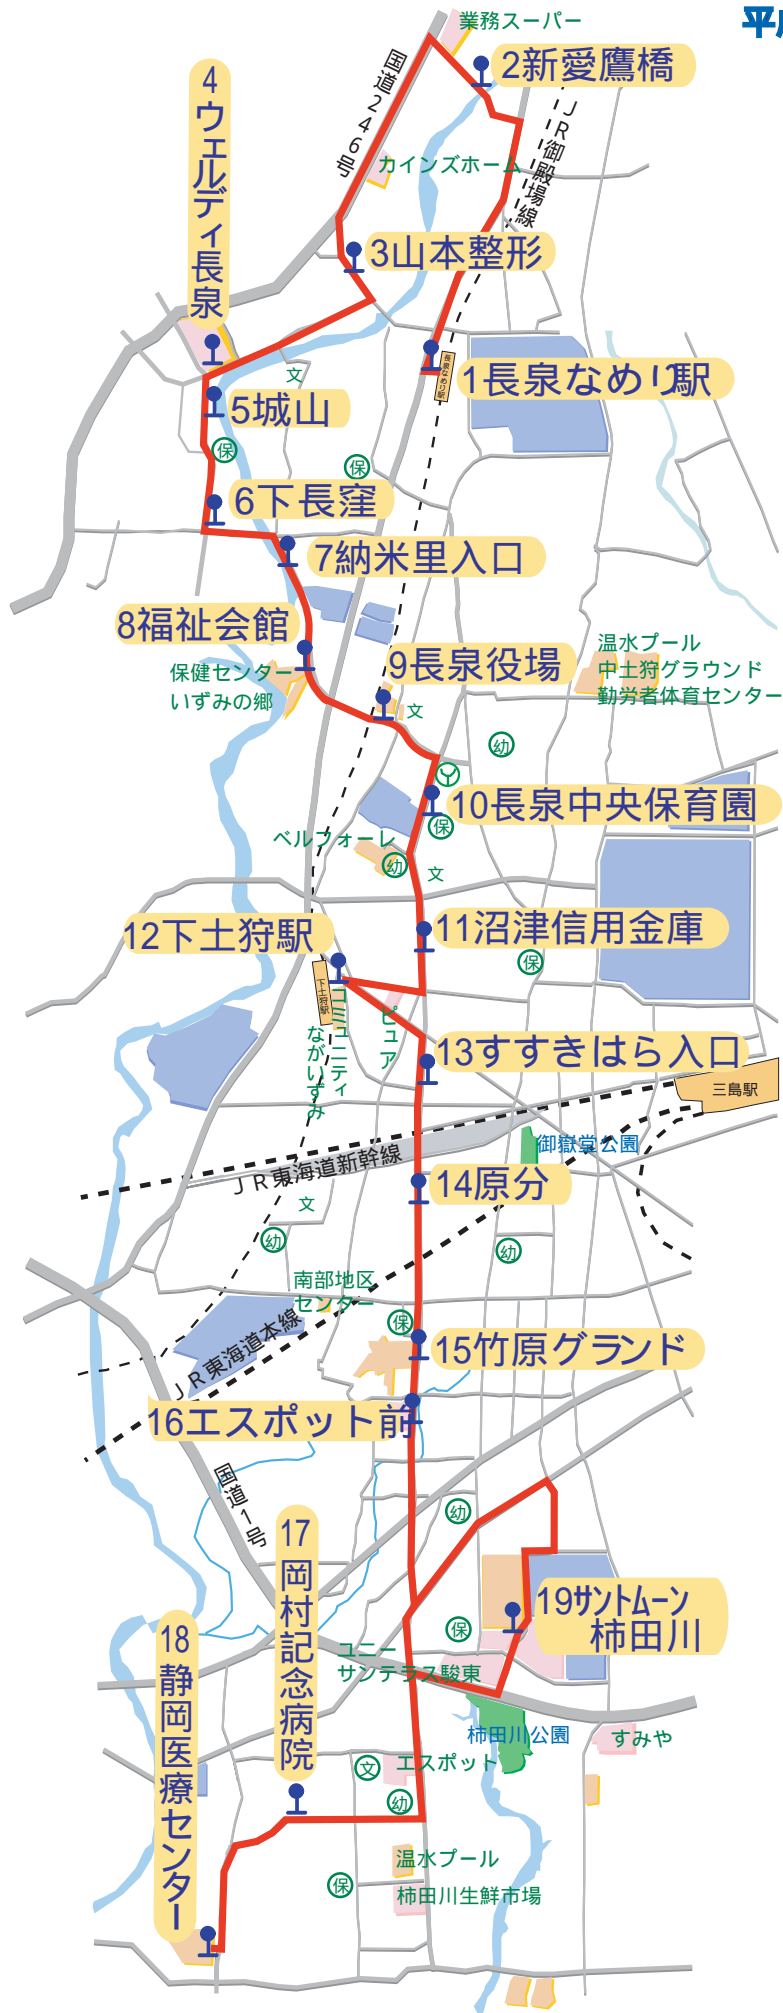 平成
業務スーパー
2新愛鷹橋
国道246号
JR御殿場線
4ウェルディ長泉
カインズホーム
3山本整形
長泉なめり駅
1長泉なめり駅
文
5城山
保
保
6下長窪
7納米里入口
8福祉会館
温水プール
中土狩グラウンド
勤労者体育センター
9長泉役場
保健センター
いずみの郷
文
幼
10長泉中央保育園
保
ベルフォーレ
幼
文
11沼津信用金庫
12下土狩駅
保
下土狩駅
コミュニティ
ながいずみ
ピュア
13すすきはら入口
三島駅
御嶽堂公園
JR東海道新幹線
14原分
文
幼
幼
南部地区
センター
保
JR東海道本線
15竹原グランド
16エスポット前
国道1号
幼
17岡村記念病院
19サントムーン
柿田川
18静岡医療センター
保
ユニー
サンテラス駿東
柿田川公園
すみや
文
エスポット
幼
温水プール
保
柿田川生鮮市場